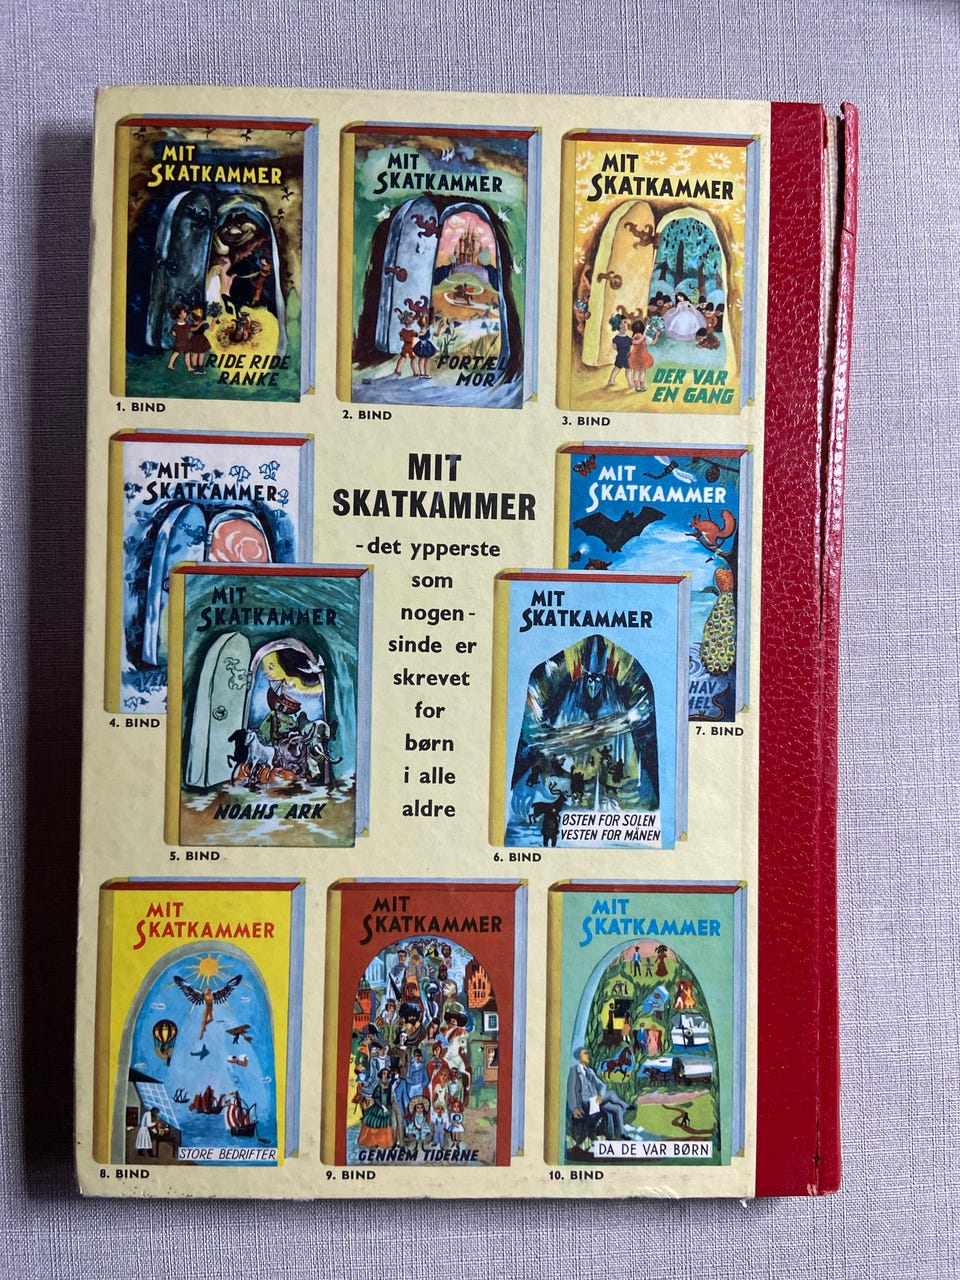 MIT
SKATKAMMER
RIDE RIDE
RANKE
1. BIND
MIT
SKATKAMMER
FORTÆL
MOR
2. BIND
MIT
SKATKAMMER
DER VAR
EN GANG
3. BIND
MIT
SKATKAMMER
4. BIND
MIT
SKATKAMMER
-det ypperste
som
nogen-
sinde er
skrevet
for
børn
i alle
aldre
MIT
SKATKAMMER
HAV
7. BIND
MIT
SKATKAMMER
NOAHS ARK
5. BIND
MIT
SKATKAMMER
ØSTEN FOR SOLEN
VESTEN FOR MÅNEN
6. BIND
MIT
SKATKAMMER
STORE BEDRIFTER
8. BIND
MIT
SKATKAMMER
GENNEM TIDERNE
9. BIND
MIT
SKATKAMMER
DA DE VAR BØRN
10. BIND